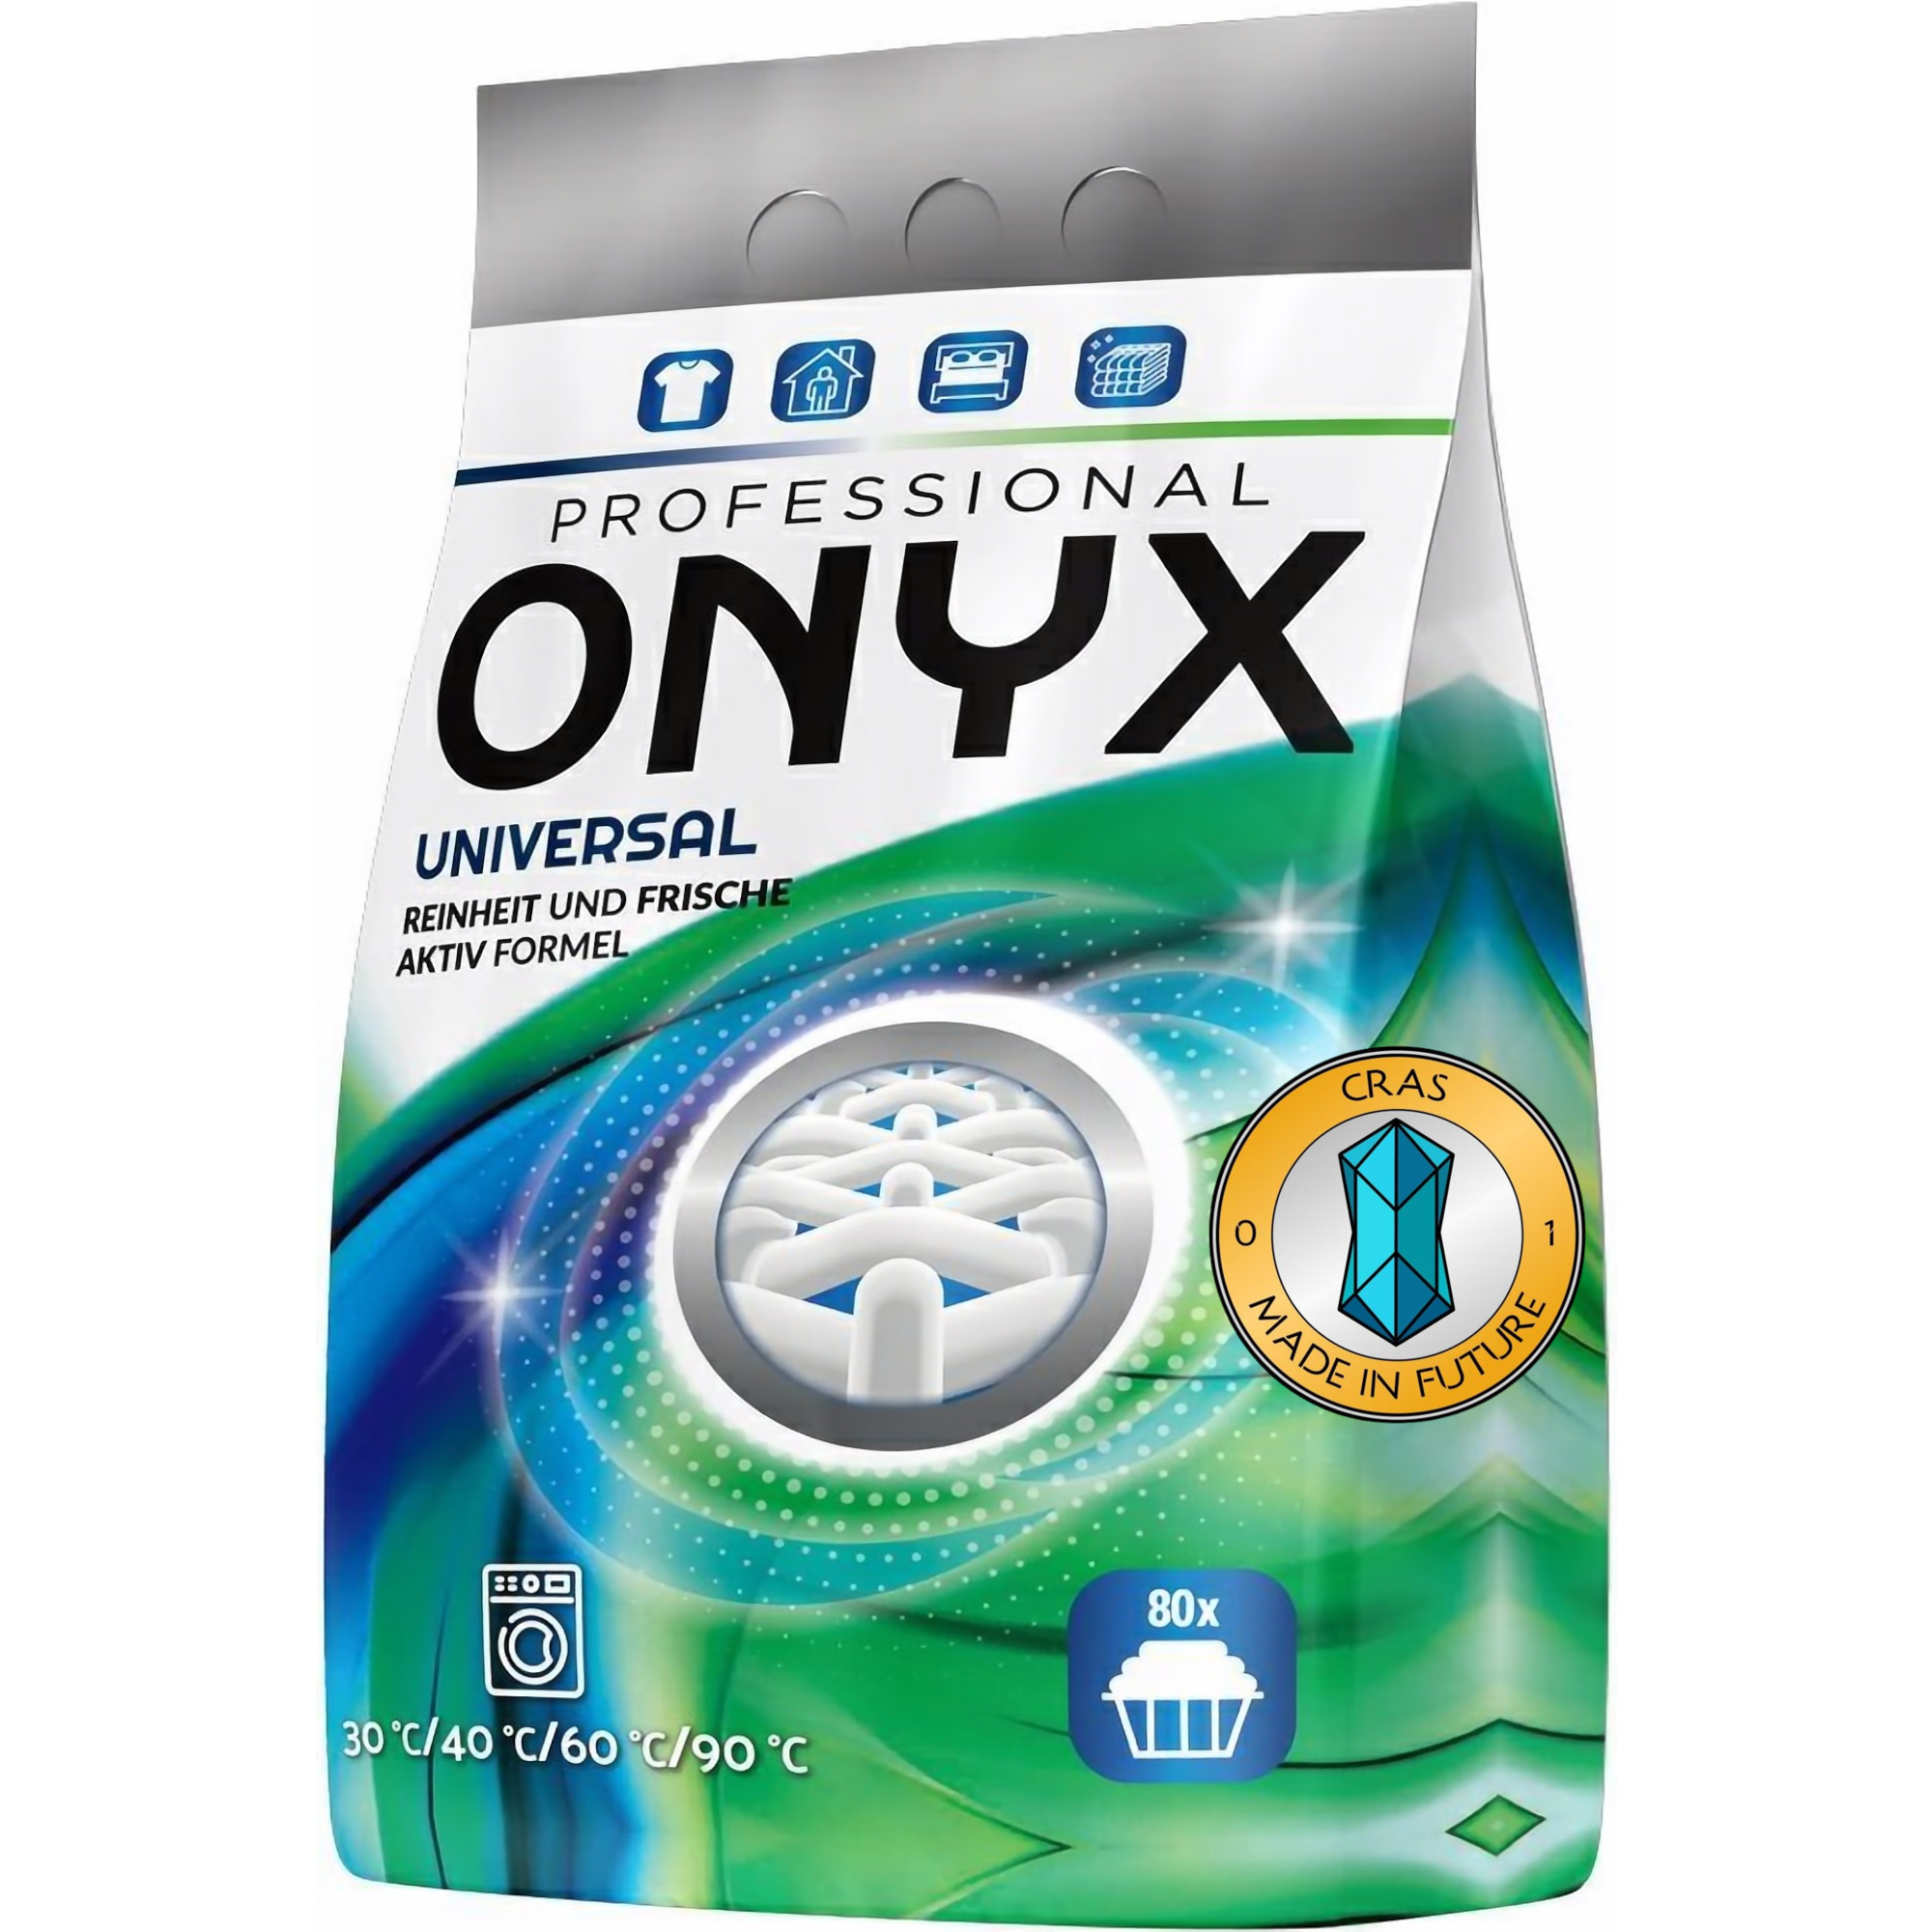 PROFESSIONAL
ONYX
UNIVERSAL
REINHEIT UND FRISCHE
AKTIV FORMEL
CRAS
0 1
MADE IN FUTURE
80x
30 °C/40 °C/60 °C/90 °C